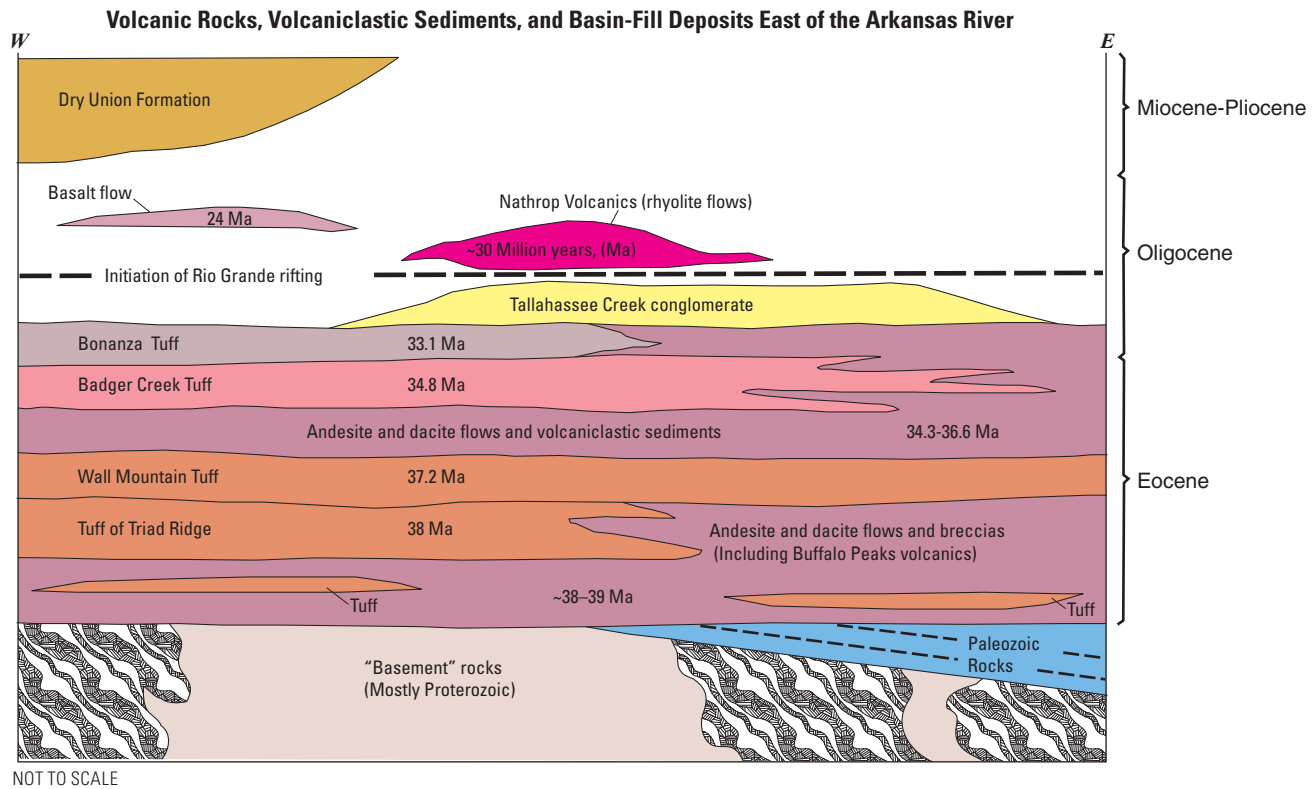 Volcanic Rocks, Volcaniclastic Sediments, and Basin-Fill Deposits East of the Arkansas River
W
E
Dry Union Formation
Miocene-Pliocene
Basalt flow
24 Ma
Nathrop Volcanics (rhyolite flows)
~30 Million years, (Ma)
Oligocene
Initiation of Rio Grande rifting
Tallahassee Creek conglomerate
Bonanza Tuff
33.1 Ma
Badger Creek Tuff
34.8 Ma
Andesite and dacite flows and volcaniclastic sediments
34.3-36.6 Ma
Wall Mountain Tuff
37.2 Ma
Eocene
Tuff of Triad Ridge
38 Ma
Andesite and dacite flows and breccias
(Including Buffalo Peaks volcanics)
~38–39 Ma
Tuff
Tuff
Paleozoic
Rocks
“Basement” rocks
(Mostly Proterozoic)
NOT TO SCALE